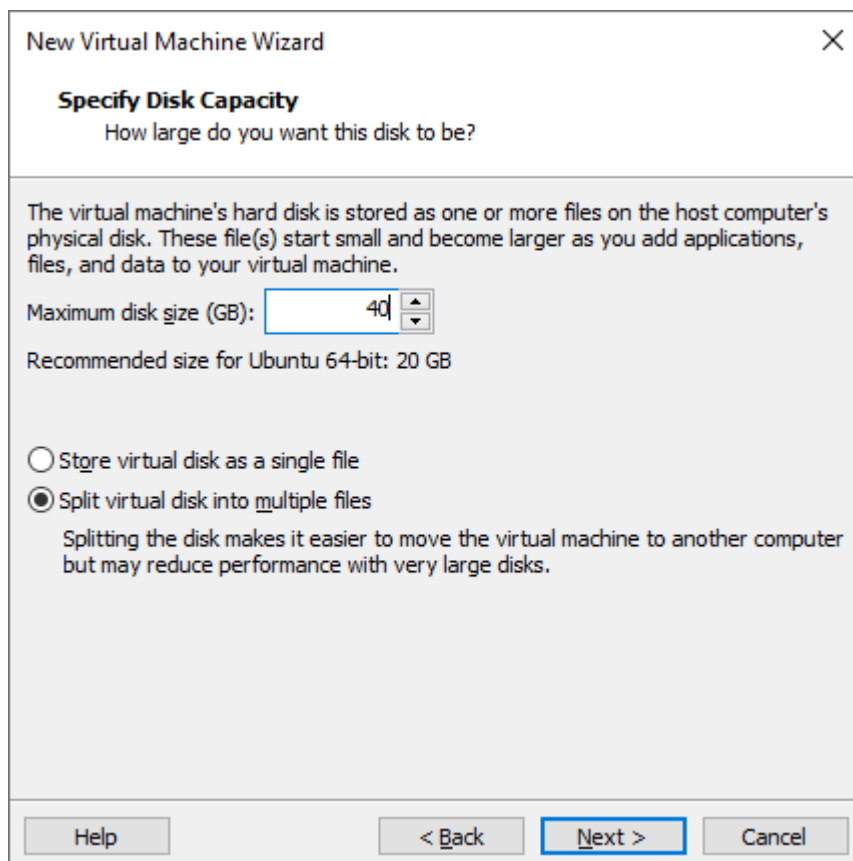 New Virtual Machine Wizard
Specify Disk Capacity
How large do you want this disk to be?
The virtual machine's hard disk is stored as one or more files on the host computer's
physical disk. These file(s) start small and become larger as you add applications,
files, and data to your virtual machine.
Maximum disk size (GB): 40
Recommended size for Ubuntu 64-bit: 20 GB
Store virtual disk as a single file
Split virtual disk into multiple files
Splitting the disk makes it easier to move the virtual machine to another computer
but may reduce performance with very large disks.
Help < Back Next > Cancel